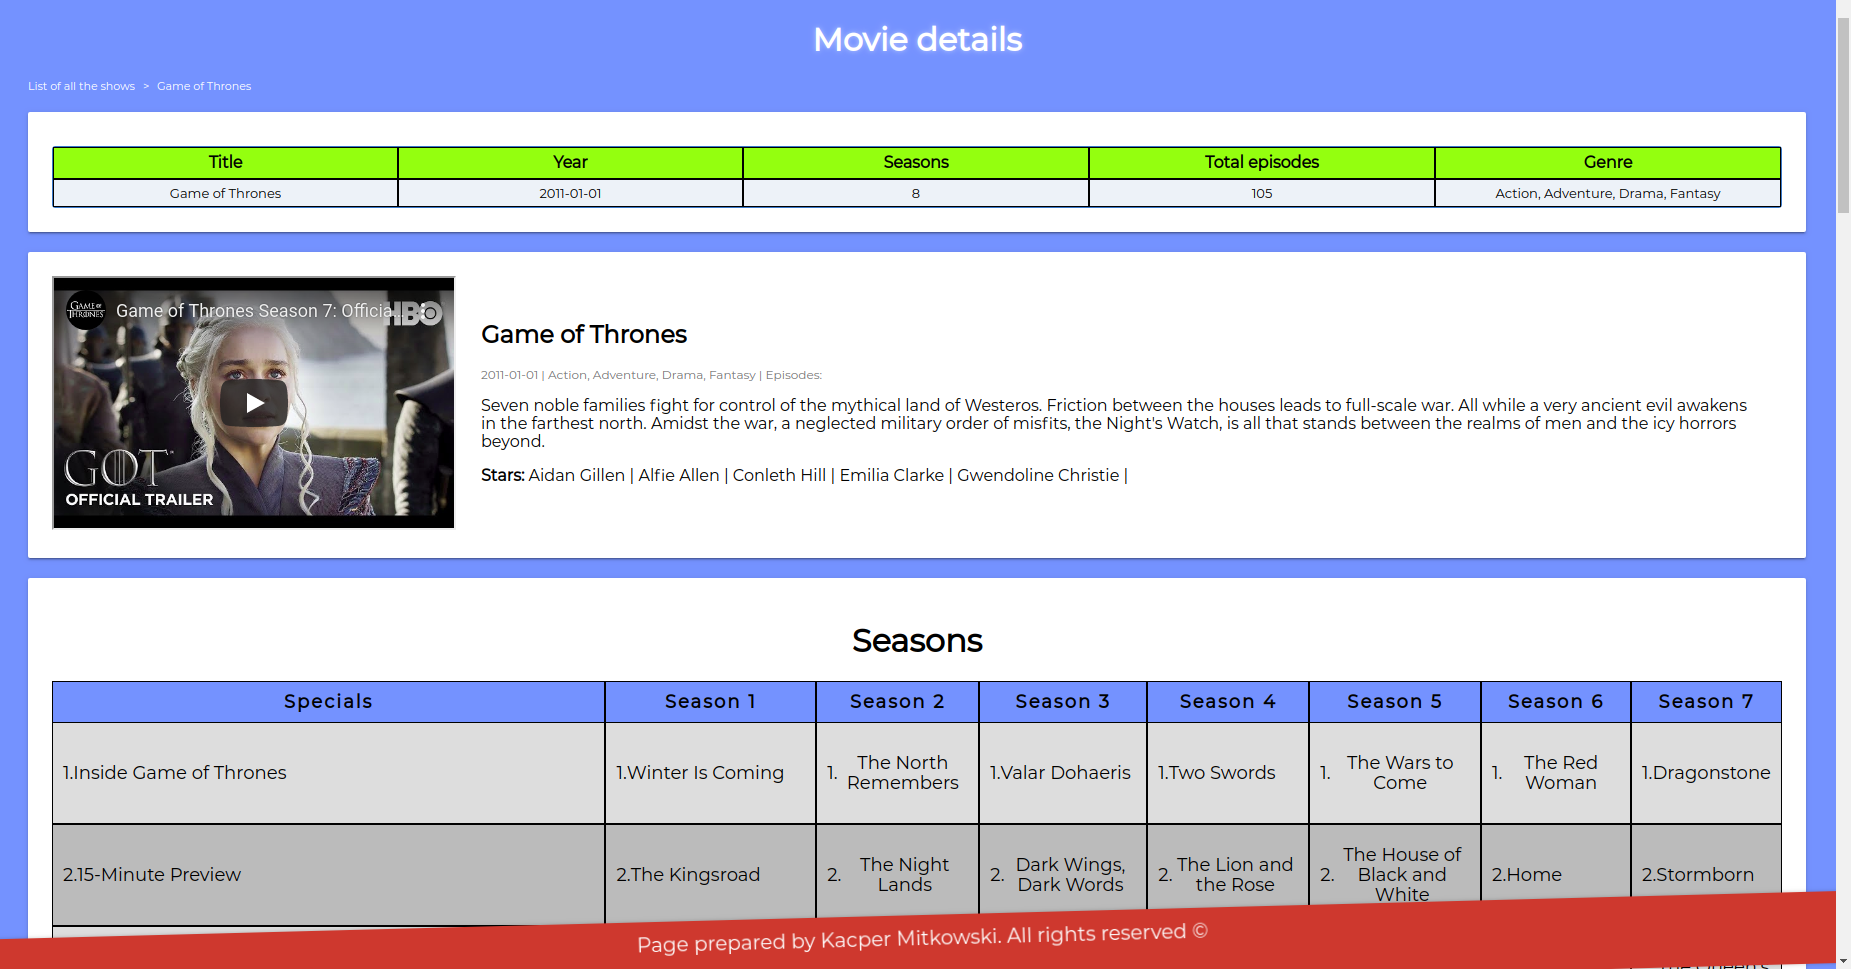 Movie details
List of all the shows > Game of Thrones
Title Year Seasons Total episodes Genre
Game of Thrones 2011-01-01 8 105 Action, Adventure, Drama, Fantasy
GAME OF THRONES
Game of Thrones Season 7: Officia...
HBO
GOT
OFFICIAL TRAILER
Game of Thrones
2011-01-01 | Action, Adventure, Drama, Fantasy | Episodes:
Seven noble families fight for control of the mythical land of Westeros. Friction between the houses leads to full-scale war. All while a very ancient evil awakens
in the farthest north. Amidst the war, a neglected military order of misfits, the Night's Watch, is all that stands between the realms of men and the icy horrors
beyond.
Stars: Aidan Gillen | Alfie Allen | Conleth Hill | Emilia Clarke | Gwendoline Christie |
Seasons
Specials Season 1 Season 2 Season 3 Season 4 Season 5 Season 6 Season 7
1.Inside Game of Thrones
1.Winter Is Coming
1. The North
Remembers
1.Valar Dohaeris
1.Two Swords
1. The Wars to
Come
1. The Red
Woman
1.Dragonstone
2.15-Minute Preview
2.The Kingsroad
2. The Night
Lands
2. Dark Wings,
Dark Words
2. The Lion and
the Rose
2. The House of
Black and
White
2.Home
2.Stormborn
Page prepared by Kacper Mitkowski. All rights reserved ©